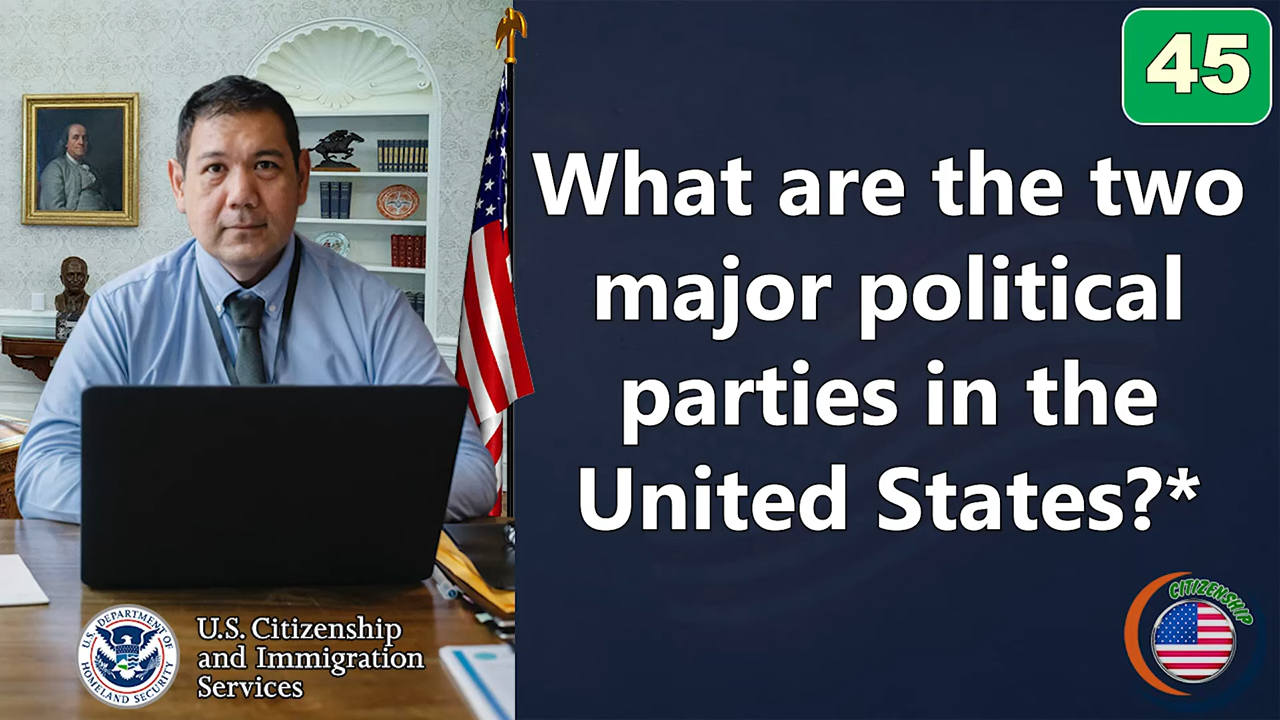 45
What are the two
major political
parties in the
United States?*
U.S. DEPARTMENT OF
HOMELAND SECURITY
U.S. Citizenship
and Immigration
Services
CITIZENSHIP